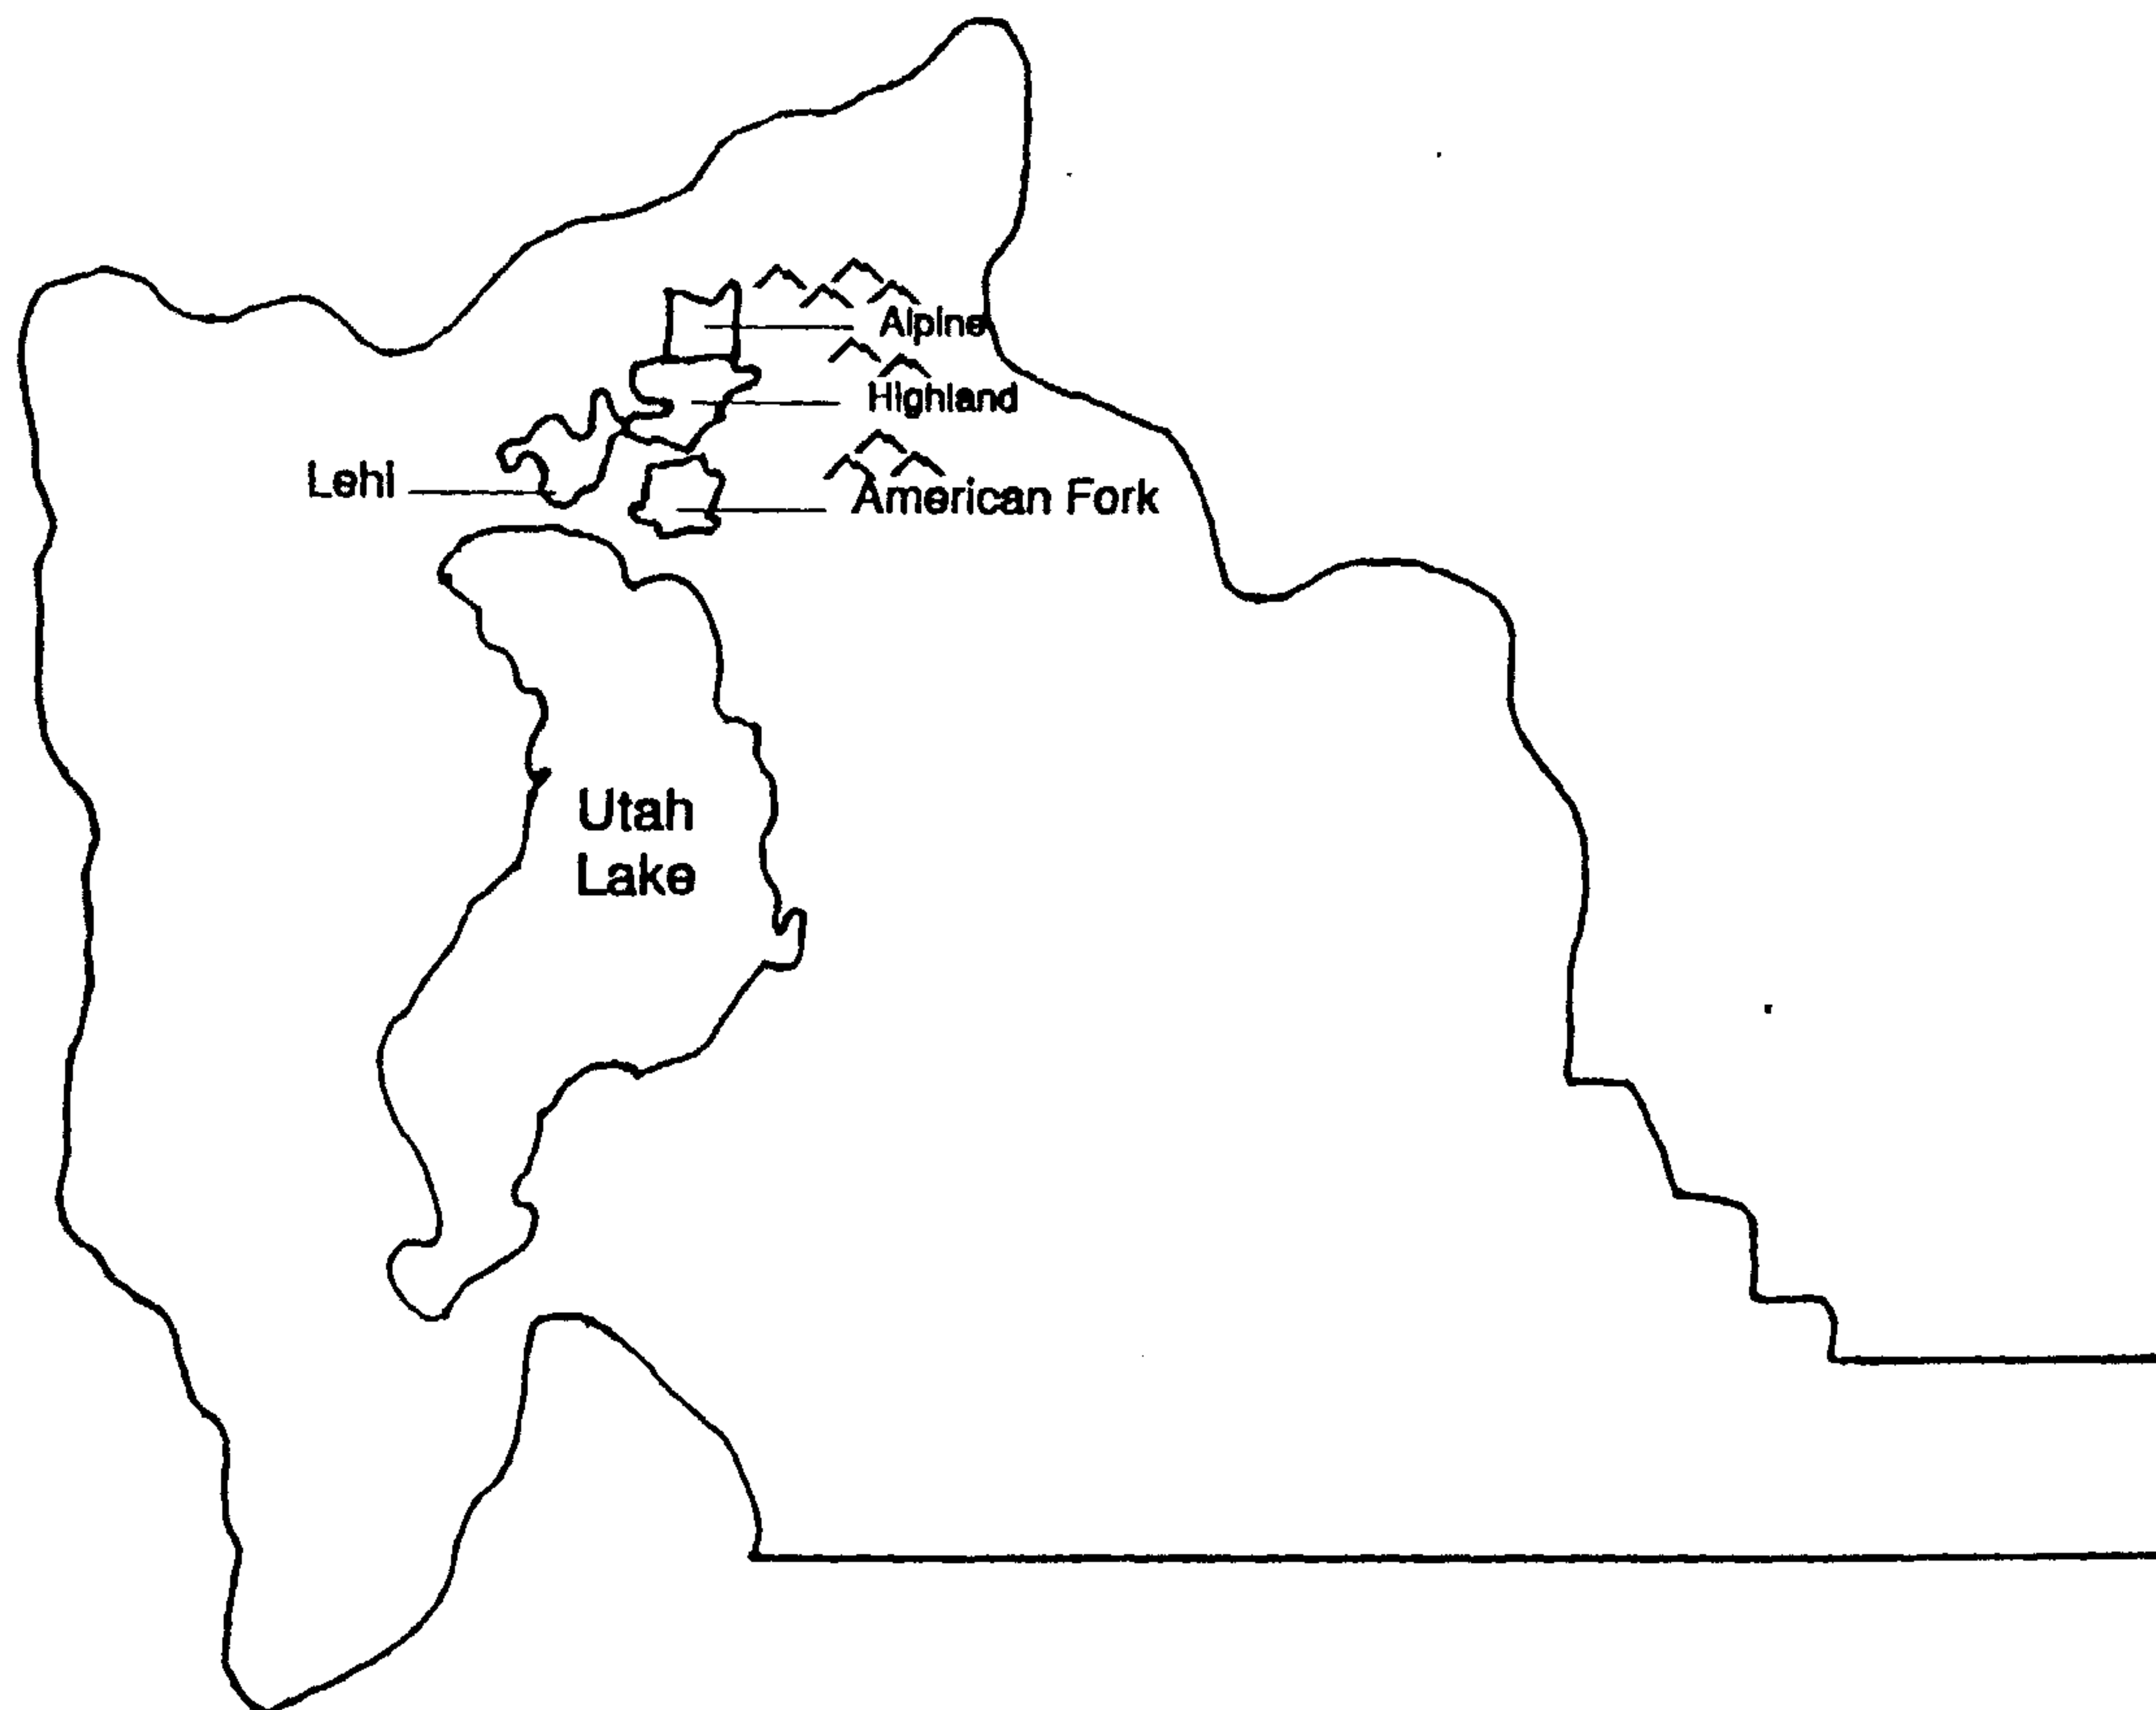 Alpine
Highland
Lehi
American Fork
Utah
Lake